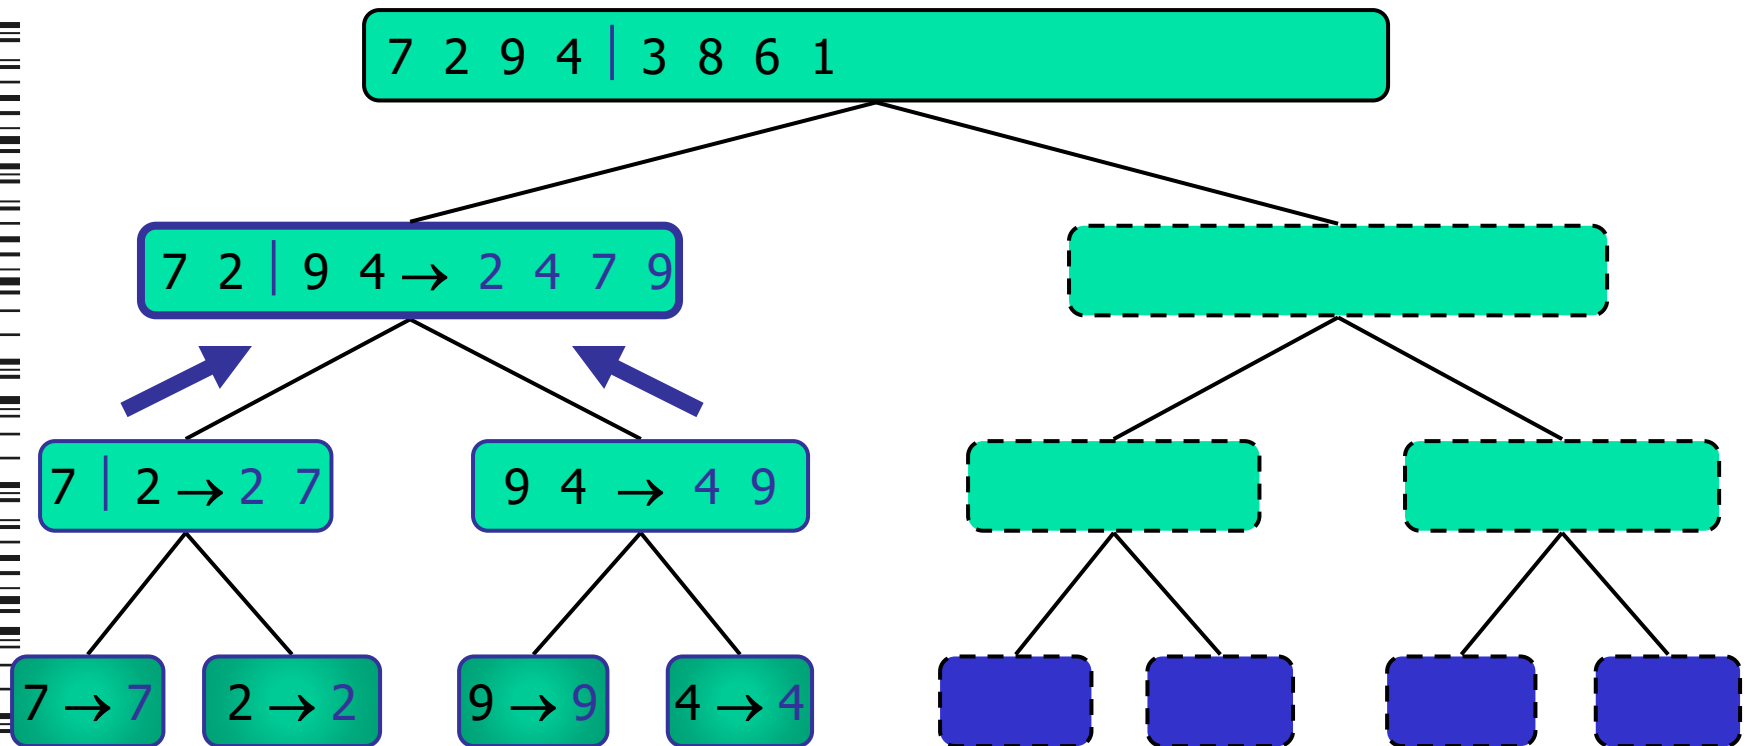 7 2 9 4 | 3 8 6 1
7 2 | 9 4 → 2 4 7 9
7 | 2 → 2 7
9 4 → 4 9
7 → 7
2 → 2
9 → 9
4 → 4